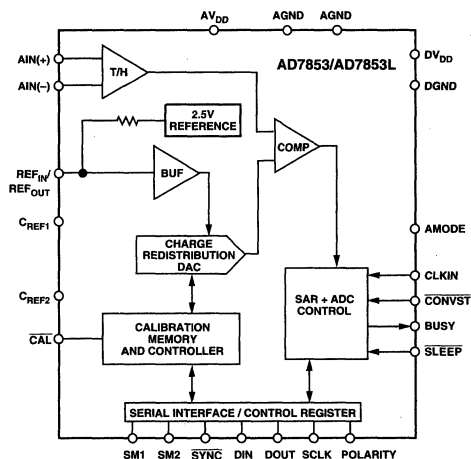 AVDD AGND AGND
AIN(+)
AIN(–)
T/H
AD7853/AD7853L
DVDD
DGND
2.5V
REFERENCE
REFIN/
REFOUT
BUF
COMP
CREF1
AMODE
CHARGE
REDISTRIBUTION
DAC
CREF2
CLKIN
SAR + ADC
CONTROL
CONVST
BUSY
SLEEP
CAL
CALIBRATION
MEMORY
AND CONTROLLER
SERIAL INTERFACE / CONTROL REGISTER
SM1 SM2 SYNC DIN DOUT SCLK POLARITY